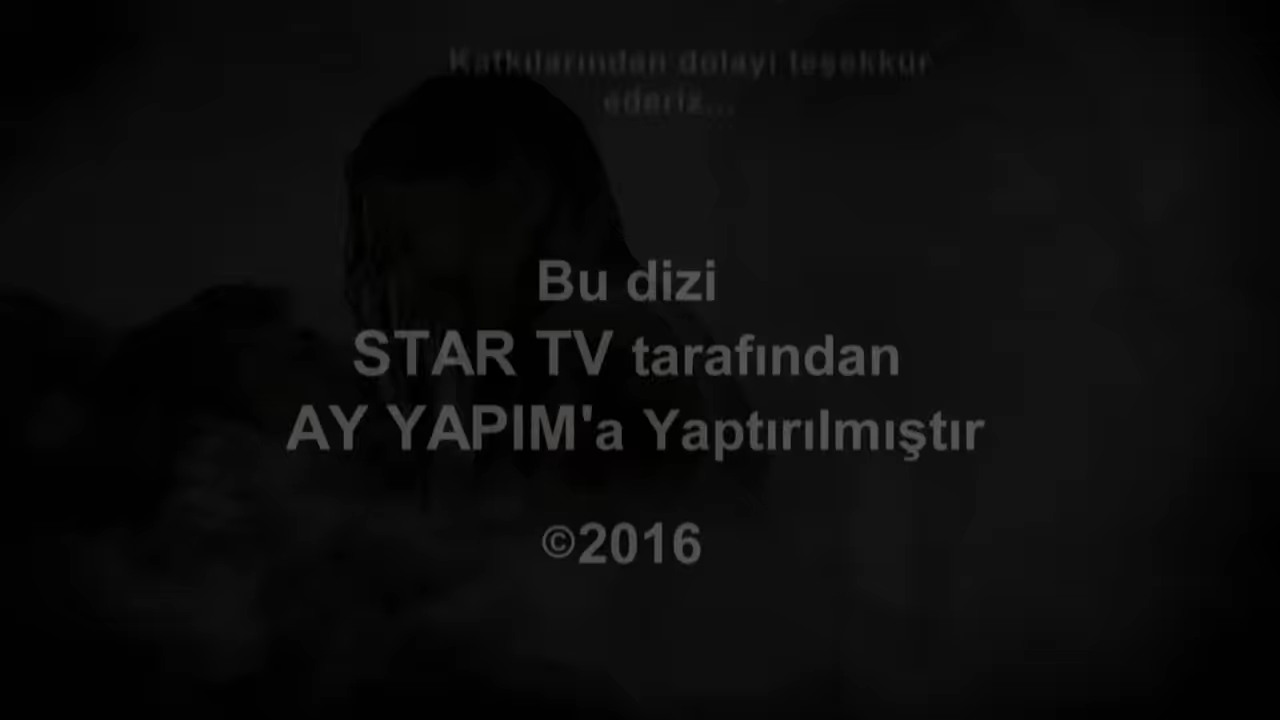 Katkılarından dolayı teşekkür
ederiz...
Bu dizi
STAR TV tarafından
AY YAPIM'a Yaptırılmıştır
©2016